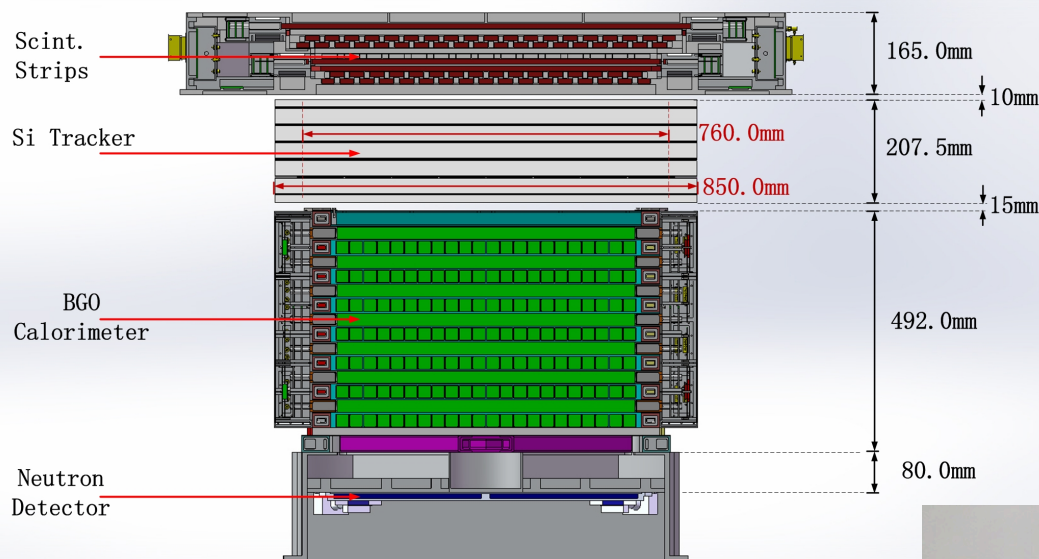 Scint.
Strips
165.0mm
10mm
Si Tracker
760.0mm
207.5mm
850.0mm
15mm
BGO
Calorimeter
492.0mm
Neutron
Detector
80.0mm